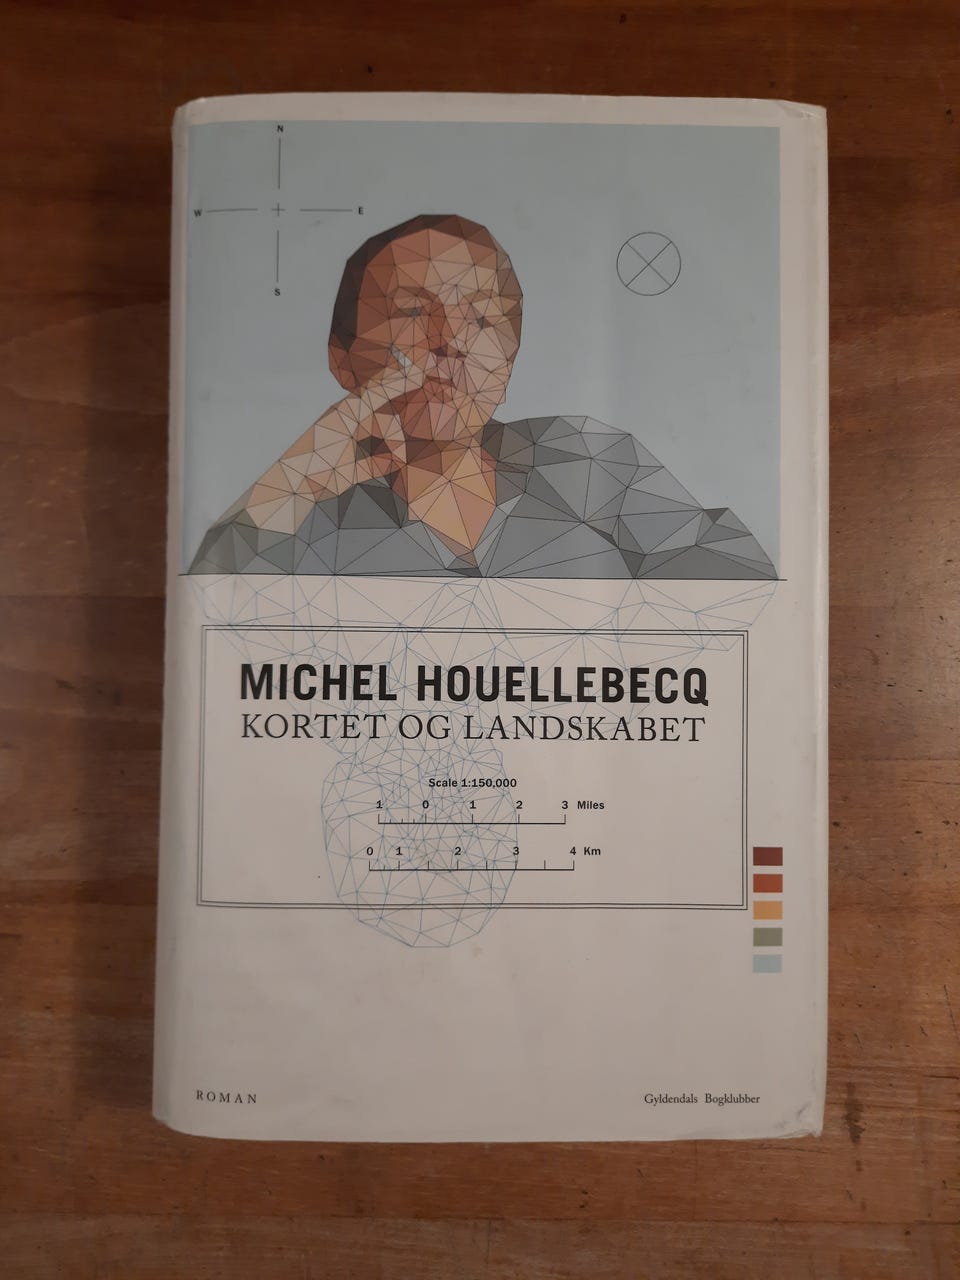 N
W E
S
MICHEL HOUELLEBECQ
KORTET OG LANDSKABET
Scale 1:150,000
1 0 1 2 3 Miles
0 1 2 3 4 Km
ROMAN
Gyldendals Bogklubber